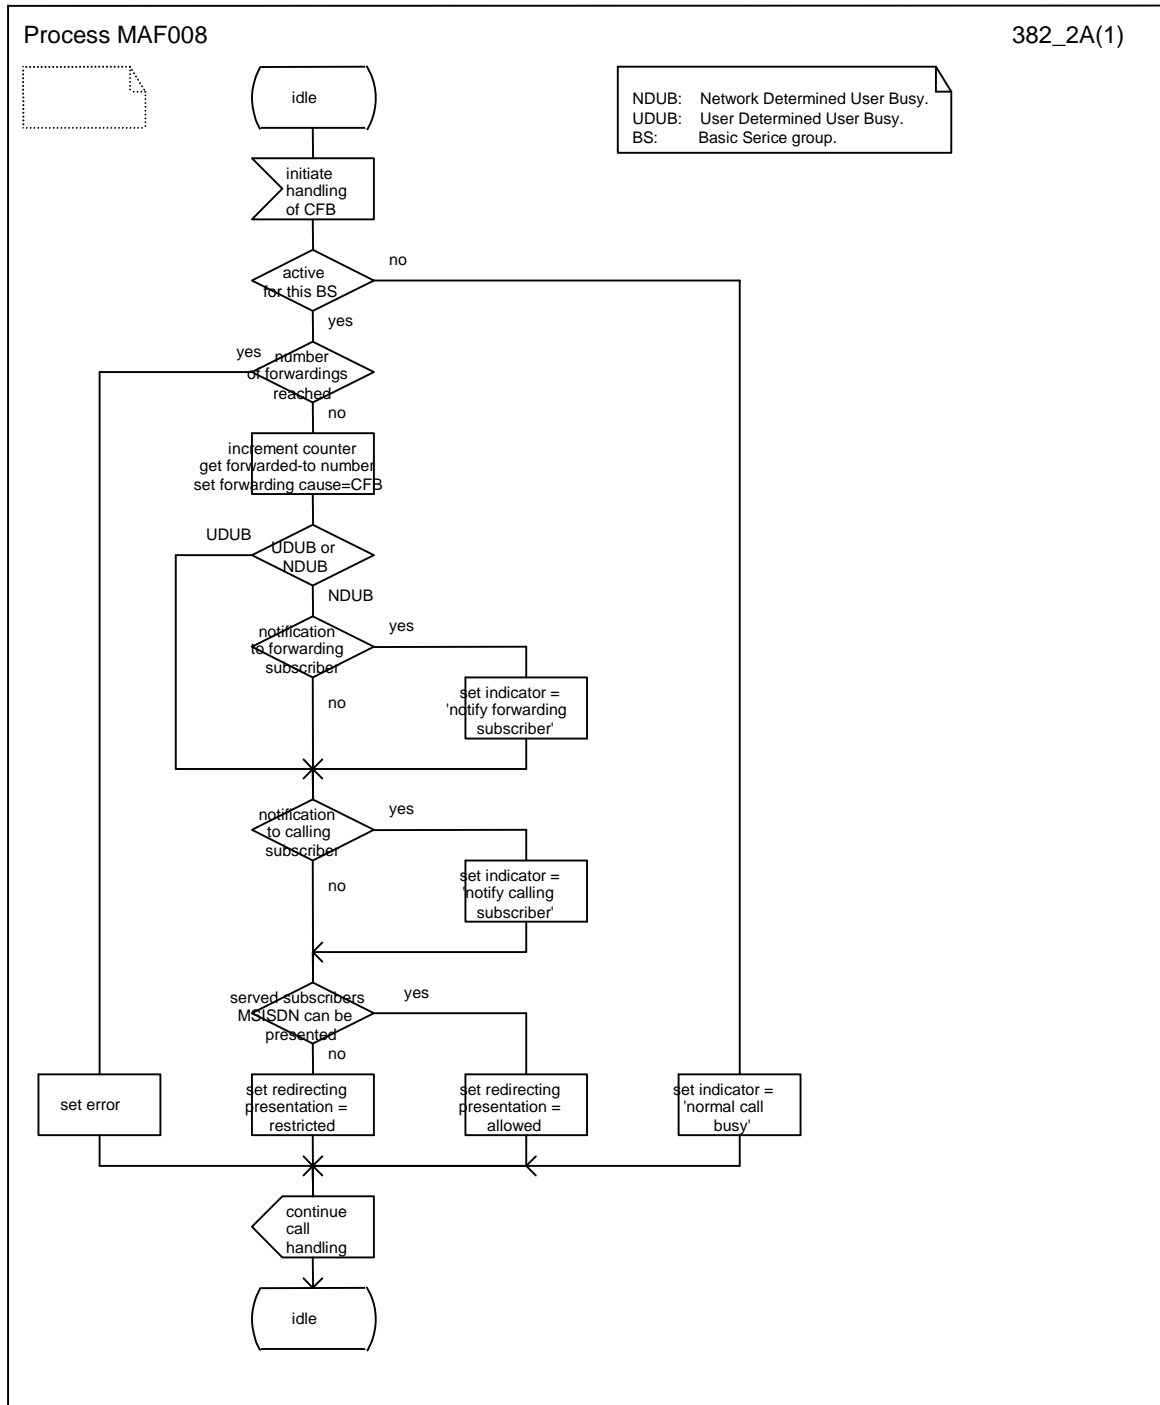 Process MAF008
382_2A(1)
idle
NDUB: Network Determined User Busy.
UDUB: User Determined User Busy.
BS: Basic Serice group.
initiate
handling
of CFB
active
for this BS
no
yes
yes
number
of forwardings
reached
no
increment counter
get forwarded-to number
set forwarding cause=CFB
UDUB
UDUB or
NDUB
NDUB
notification
to forwarding
subscriber
yes
no
set indicator =
'notify forwarding
subscriber'
notification
to calling
subscriber
yes
no
set indicator =
'notify calling
subscriber'
served subscribers
MSISDN can be
presented
yes
no
set error
set redirecting
presentation =
restricted
set redirecting
presentation =
allowed
set indicator =
'normal call
busy'
continue
call
handling
idle